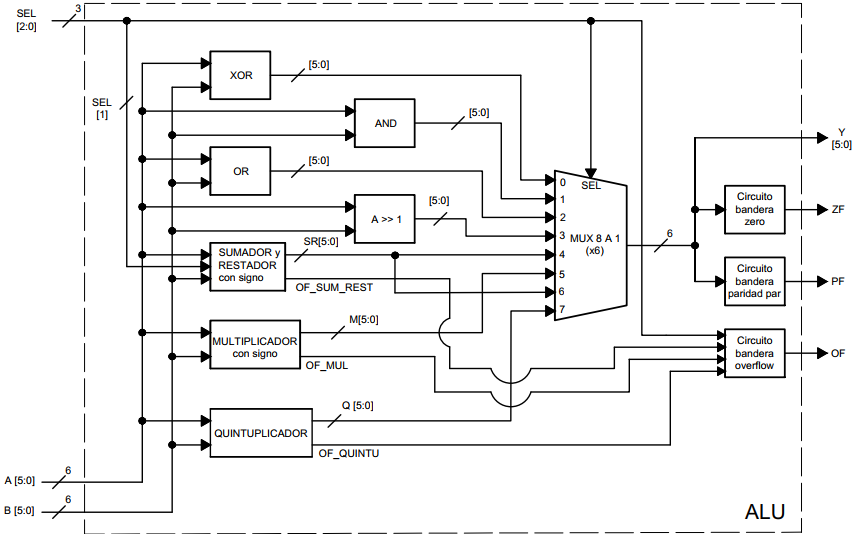 SEL
[2:0]
3
SEL
[1]
XOR
[5:0]
AND
[5:0]
OR
[5:0]
A >> 1
[5:0]
SUMADOR y
RESTADOR
con signo
SR[5:0]
OF_SUM_REST
MULTIPLICADOR
con signo
M[5:0]
OF_MUL
QUINTUPLICADOR
Q [5:0]
OF_QUINTU
A [5:0]
6
B [5:0]
6
SEL
0
1
2
3
4
5
6
7
MUX 8 A 1
(x6)
6
Y
[5:0]
Circuito
bandera
zero
ZF
Circuito
bandera
paridad par
PF
Circuito
bandera
overflow
OF
ALU